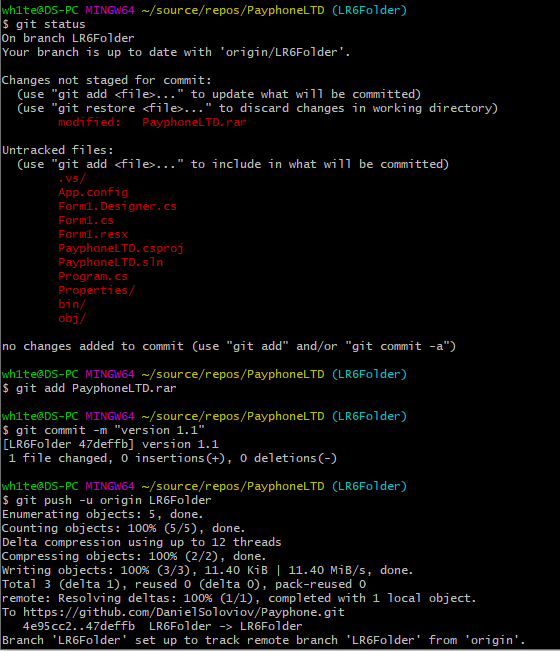 wh1te@DS-PC MINGW64 ~/source/repos/PayphoneLTD (LR6Folder)
$ git status
On branch LR6Folder
Your branch is up to date with 'origin/LR6Folder'.

Changes not staged for commit:
  (use "git add <file>..." to update what will be committed)
  (use "git restore <file>..." to discard changes in working directory)
        modified:   PayphoneLTD.rar

Untracked files:
  (use "git add <file>..." to include in what will be committed)
        .vs/
        App.config
        Form1.Designer.cs
        Form1.cs
        Form1.resx
        PayphoneLTD.csproj
        PayphoneLTD.sln
        Program.cs
        Properties/
        bin/
        obj/

no changes added to commit (use "git add" and/or "git commit -a")

wh1te@DS-PC MINGW64 ~/source/repos/PayphoneLTD (LR6Folder)
$ git add PayphoneLTD.rar

wh1te@DS-PC MINGW64 ~/source/repos/PayphoneLTD (LR6Folder)
$ git commit -m "version 1.1"
[LR6Folder 47deffb] version 1.1
 1 file changed, 0 insertions(+), 0 deletions(-)

wh1te@DS-PC MINGW64 ~/source/repos/PayphoneLTD (LR6Folder)
$ git push -u origin LR6Folder
Enumerating objects: 5, done.
Counting objects: 100% (5/5), done.
Delta compression using up to 12 threads
Compressing objects: 100% (2/2), done.
Writing objects: 100% (3/3), 11.40 KiB | 11.40 MiB/s, done.
Total 3 (delta 1), reused 0 (delta 0), pack-reused 0
remote: Resolving deltas: 100% (1/1), completed with 1 local object.
To https://github.com/DanielSoloviov/Payphone.git
   4e95cc2..47deffb  LR6Folder -> LR6Folder
Branch 'LR6Folder' set up to track remote branch 'LR6Folder' from 'origin'.